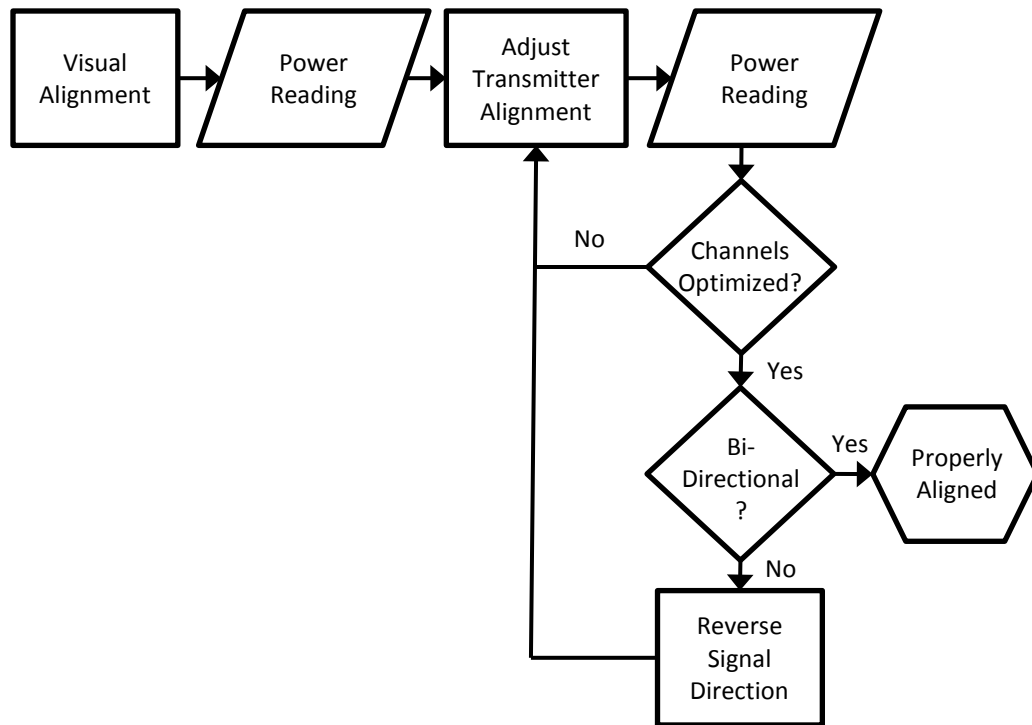 Visual
Alignment
Power
Reading
Adjust
Transmitter
Alignment
Power
Reading
No
Channels
Optimized?
Yes
Bi-
Directional
?
Yes
Properly
Aligned
No
Reverse
Signal
Direction